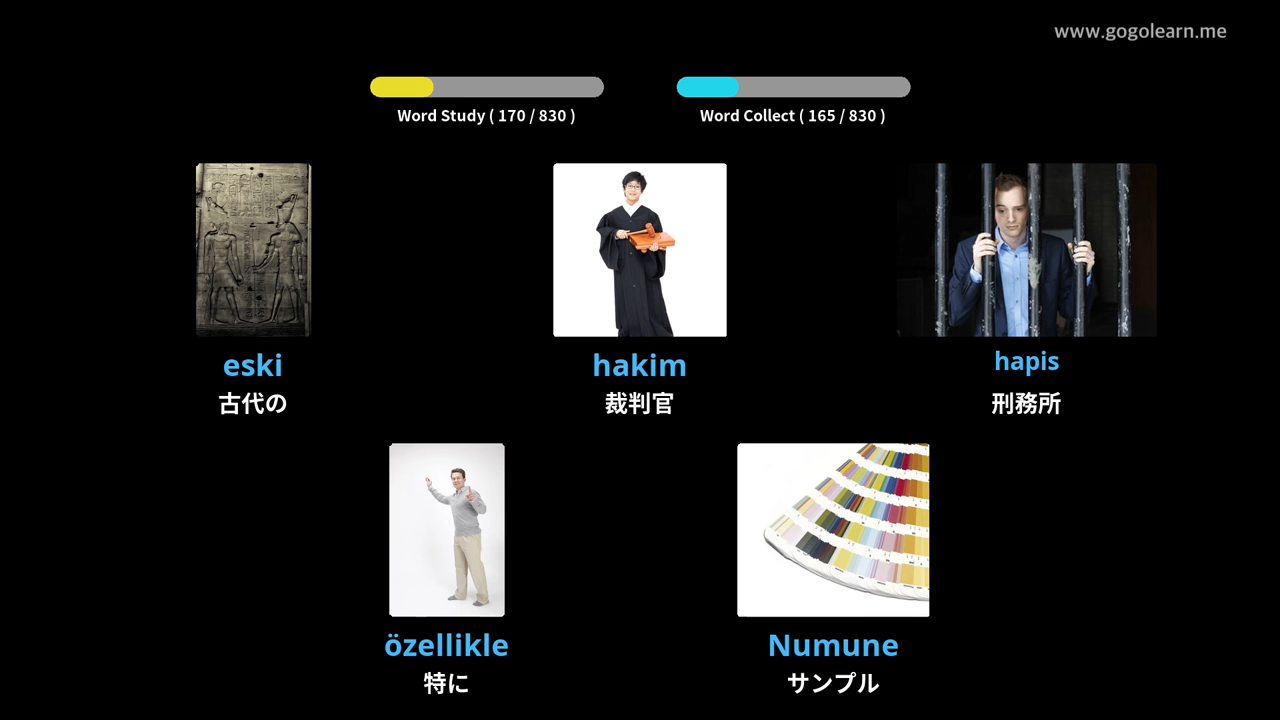 www.gogolearn.me
Word Study ( 170 / 830 )
Word Collect ( 165 / 830 )
eski
古代の
hakim
裁判官
hapis
刑務所
özellikle
特に
Numune
サンプル